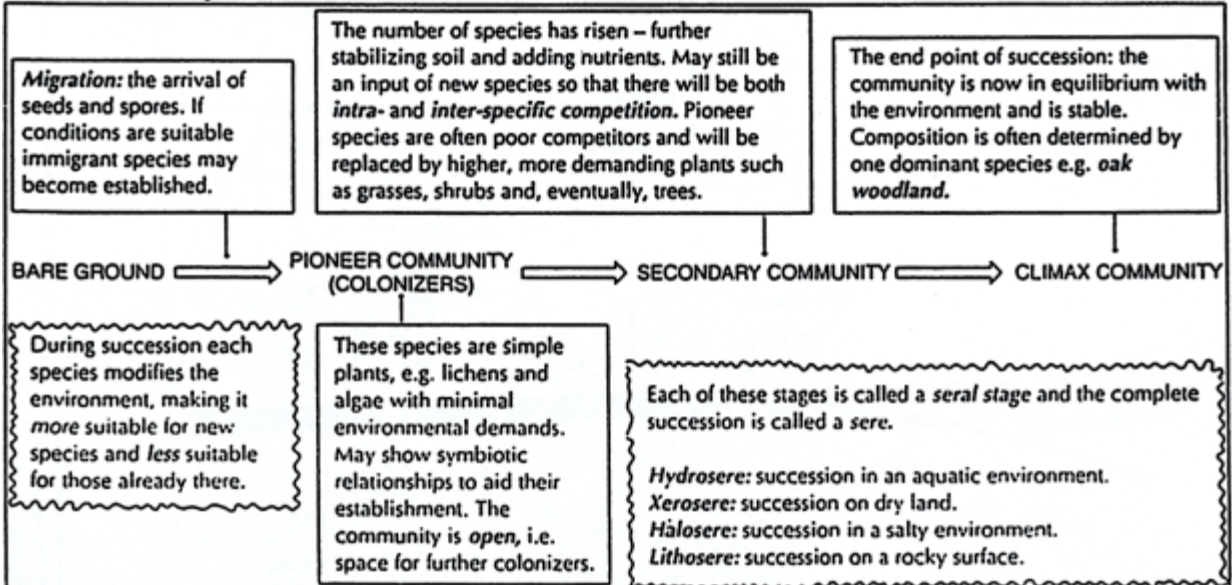 Migration: the arrival of
seeds and spores. If
conditions are suitable
immigrant species may
become established.
The number of species has risen – further
stabilizing soil and adding nutrients. May still be
an input of new species so that there will be both
intra- and inter-specific competition. Pioneer
species are often poor competitors and will be
replaced by higher, more demanding plants such
as grasses, shrubs and, eventually, trees.
The end point of succession: the
community is now in equilibrium with
the environment and is stable.
Composition is often determined by
one dominant species e.g. oak
woodland.
BARE GROUND
PIONEER COMMUNITY
(COLONIZERS)
SECONDARY COMMUNITY
CLIMAX COMMUNITY
During succession each
species modifies the
environment, making it
more suitable for new
species and less suitable
for those already there.
These species are simple
plants, e.g. lichens and
algae with minimal
environmental demands.
May show symbiotic
relationships to aid their
establishment. The
community is open, i.e.
space for further colonizers.
Each of these stages is called a seral stage and the complete
succession is called a sere.
Hydrosere: succession in an aquatic environment.
Xerosere: succession on dry land.
Halosere: succession in a salty environment.
Lithosere: succession on a rocky surface.